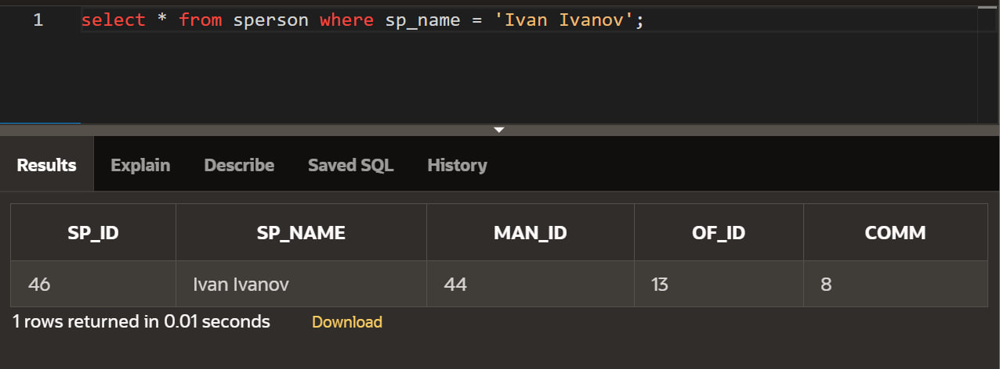 1 select * from sperson where sp_name = 'Ivan Ivanov';
Results Explain Describe Saved SQL History
SP_ID SP_NAME MAN_ID OF_ID COMM
46 Ivan Ivanov 44 13 8
1 rows returned in 0.01 seconds Download